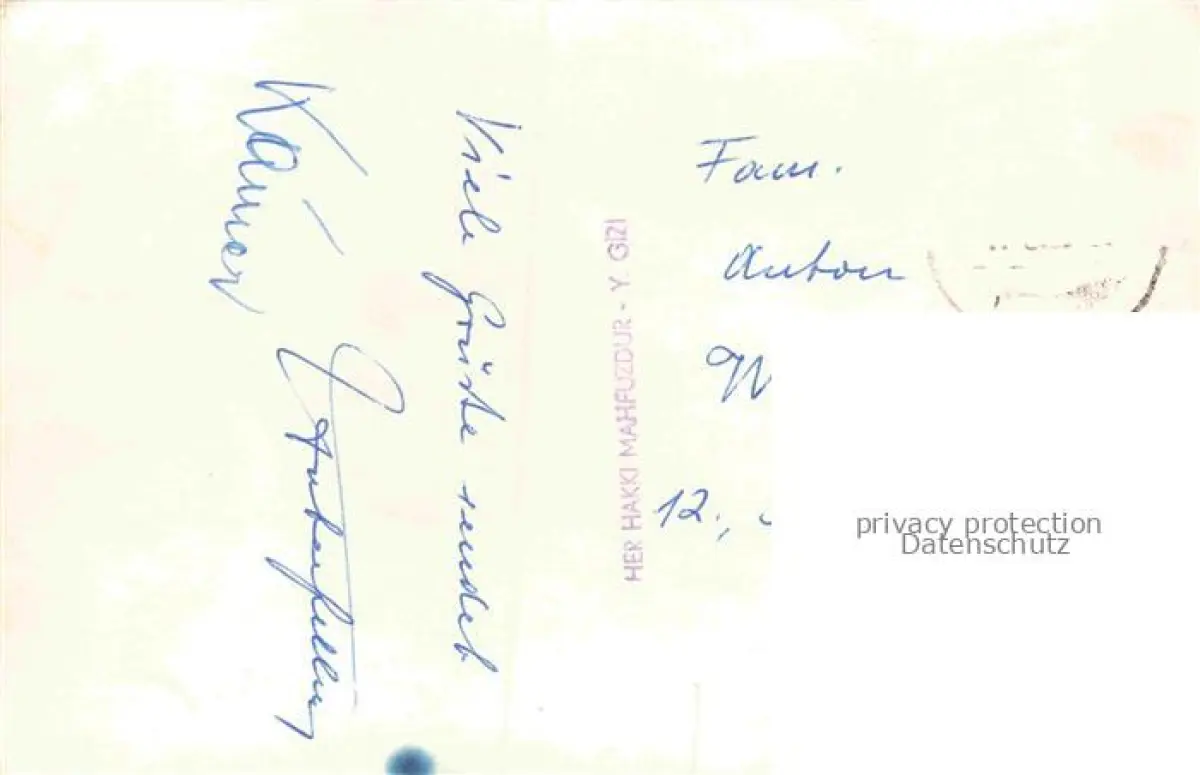 Viele Grüße sendet
HER HAKKI MAHFUZDUR - Y. GIZI
Fam.
Anton
W
12.,
privacy protection
Datenschutz